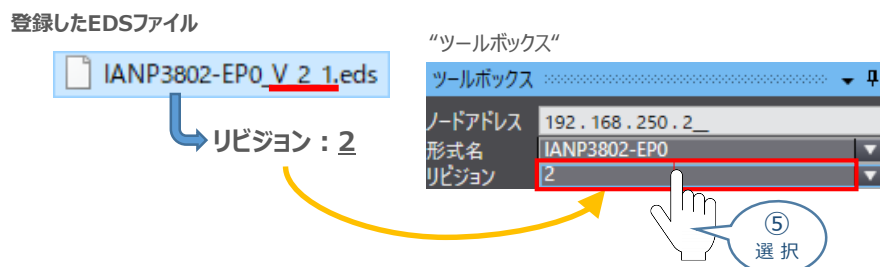 登録したEDSファイル
IANP3802-EP0_V_2_1.eds
リビジョン：2
“ツールボックス“
ツールボックス
ノードアドレス 192 . 168 . 250 . 2_
形式名 IANP3802-EP0
リビジョン 2
⑤
選 択